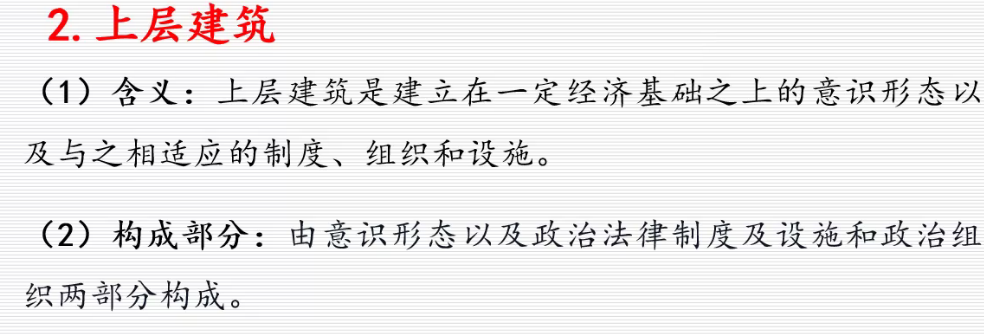 2. 上层建筑
（1）含义：上层建筑是建立在一定经济基础之上的意识形态以
及与之相适应的制度、组织和设施。
（2）构成部分：由意识形态以及政治法律制度及设施和政治组
织两部分构成。